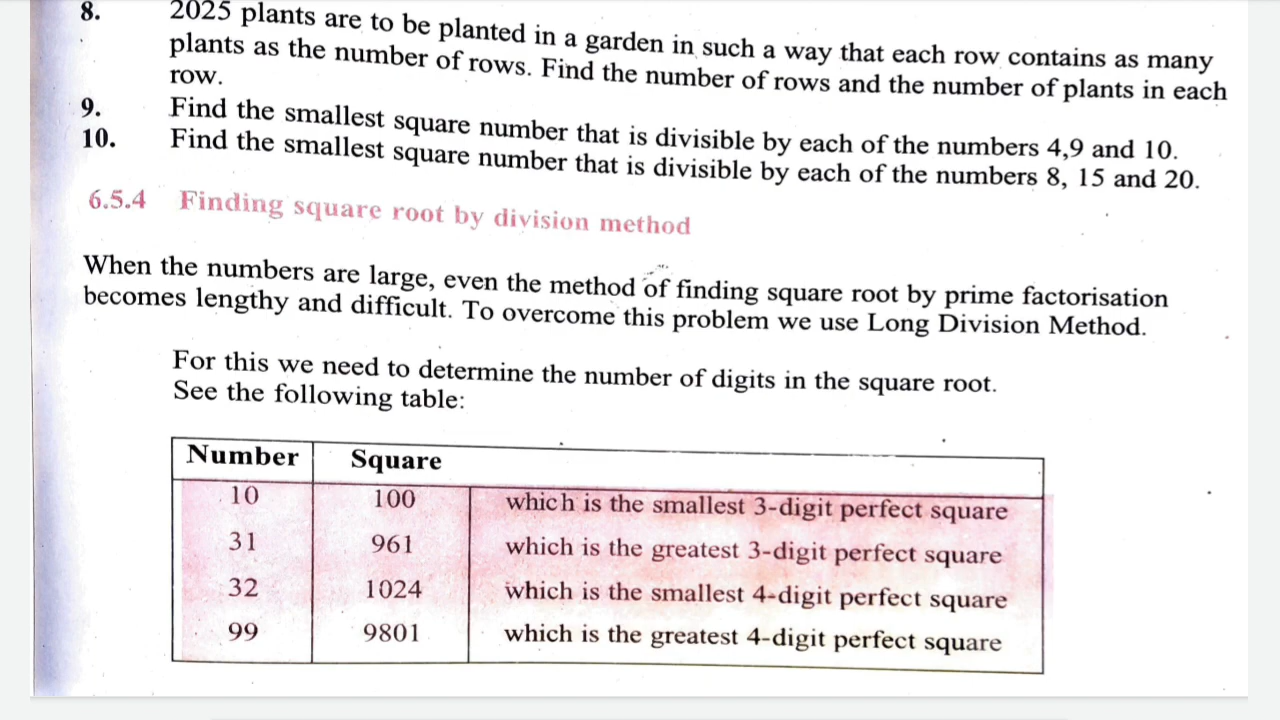 8. 2025 plants are to be planted in a garden in such a way that each row contains as many
plants as the number of rows. Find the number of rows and the number of plants in each
row.
9. Find the smallest square number that is divisible by each of the numbers 4,9 and 10.
10. Find the smallest square number that is divisible by each of the numbers 8, 15 and 20.
6.5.4 Finding square root by division method
When the numbers are large, even the method of finding square root by prime factorisation
becomes lengthy and difficult. To overcome this problem we use Long Division Method.
For this we need to determine the number of digits in the square root.
See the following table:
Number Square
10 100 which is the smallest 3-digit perfect square
31 961 which is the greatest 3-digit perfect square
32 1024 which is the smallest 4-digit perfect square
99 9801 which is the greatest 4-digit perfect square